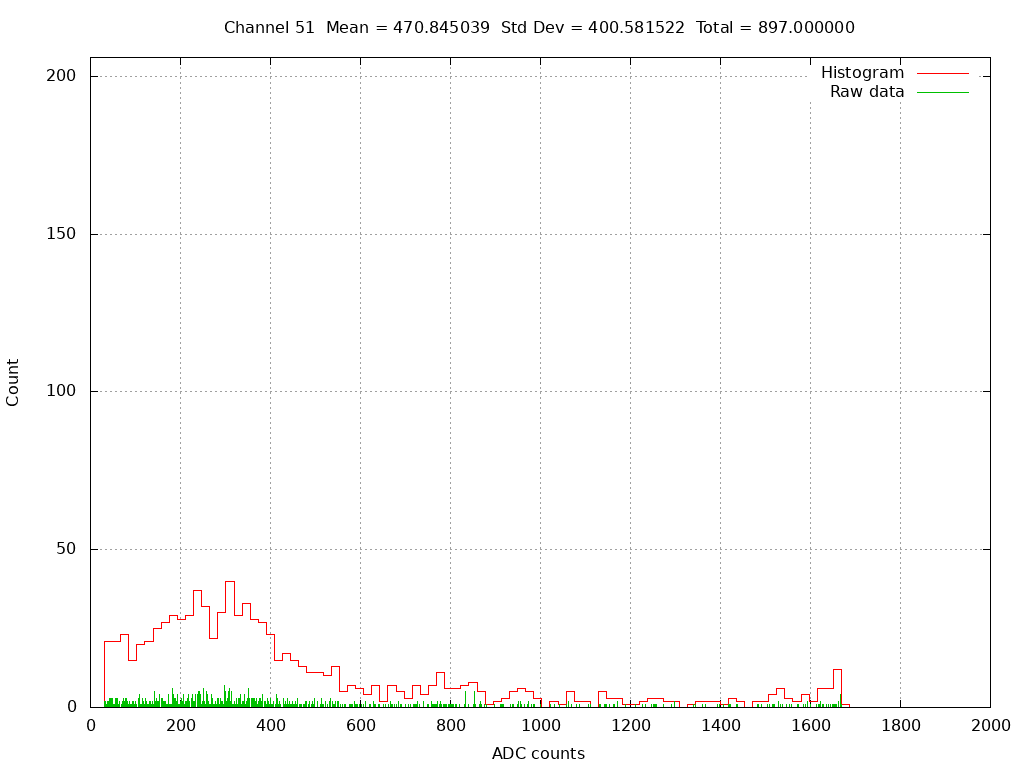 Channel 51  Mean = 470.845039  Std Dev = 400.581522  Total = 897.000000
Histogram
Raw data
200
150
100
50
0
Count
0 200 400 600 800 1000 1200 1400 1600 1800 2000
ADC counts